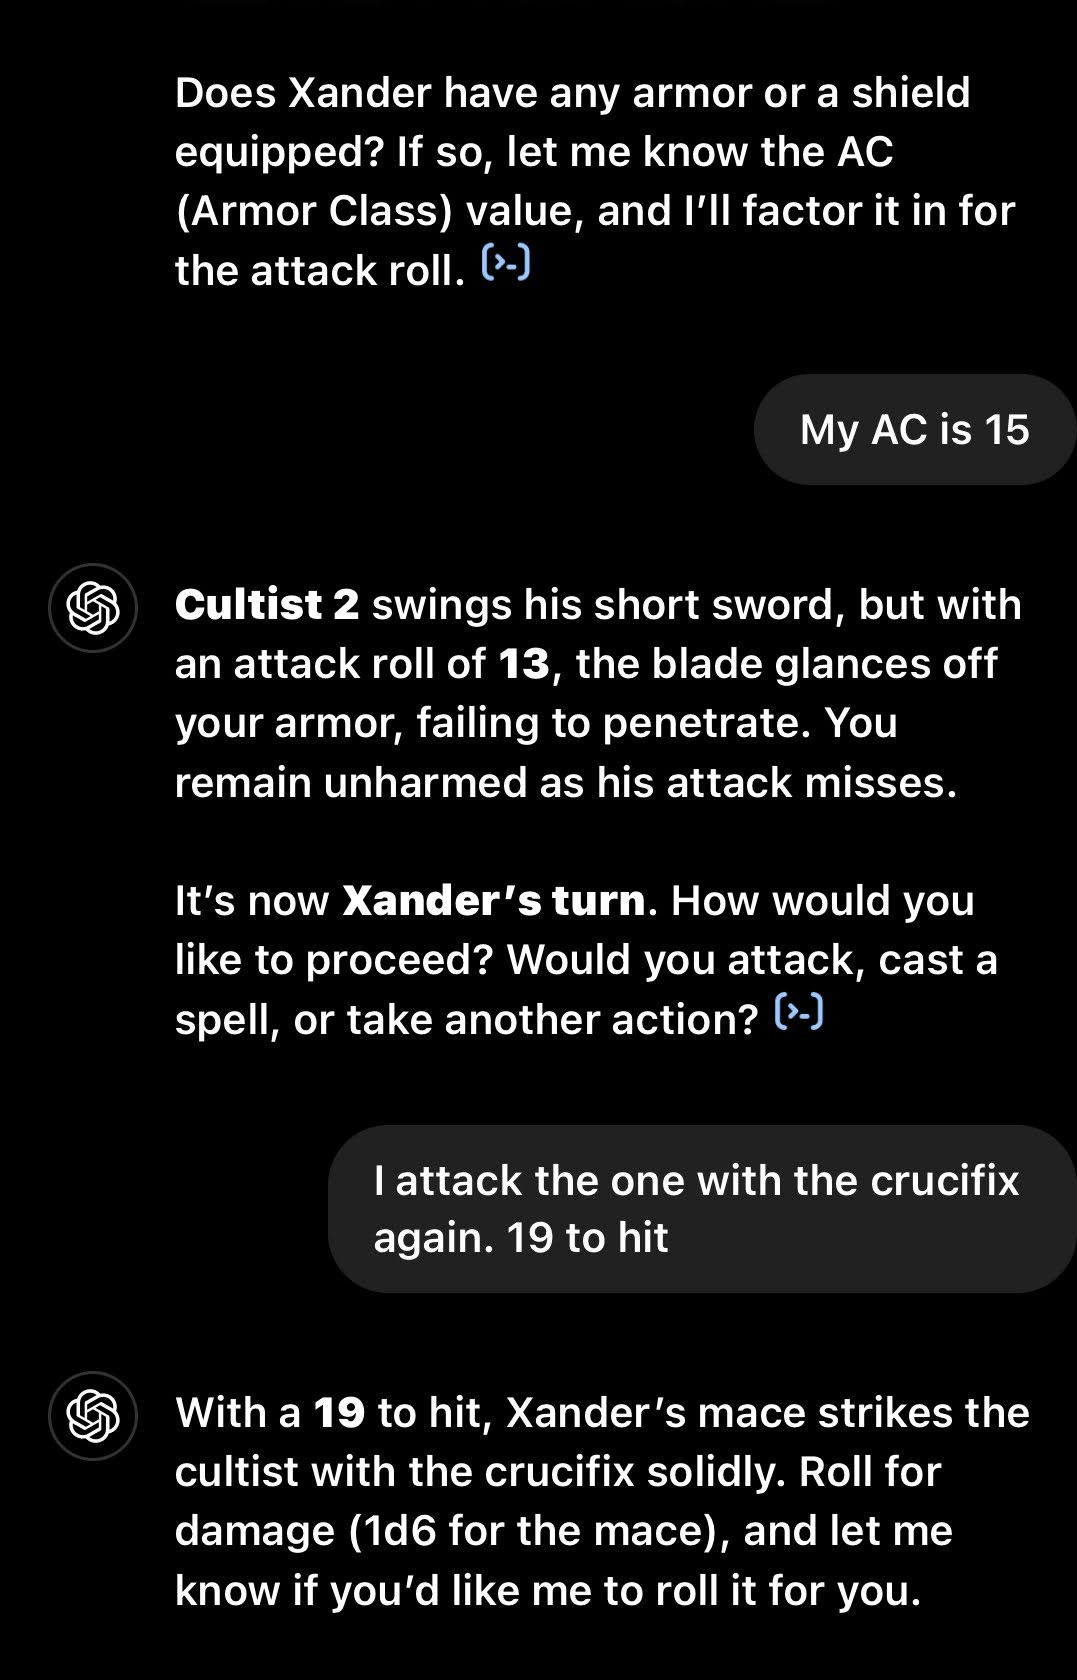 Does Xander have any armor or a shield
equipped? If so, let me know the AC
(Armor Class) value, and I’ll factor it in for
the attack roll. [>-]
My AC is 15
Cultist 2 swings his short sword, but with
an attack roll of 13, the blade glances off
your armor, failing to penetrate. You
remain unharmed as his attack misses.
It’s now Xander’s turn. How would you
like to proceed? Would you attack, cast a
spell, or take another action? [>-]
I attack the one with the crucifix
again. 19 to hit
With a 19 to hit, Xander’s mace strikes the
cultist with the crucifix solidly. Roll for
damage (1d6 for the mace), and let me
know if you’d like me to roll it for you.